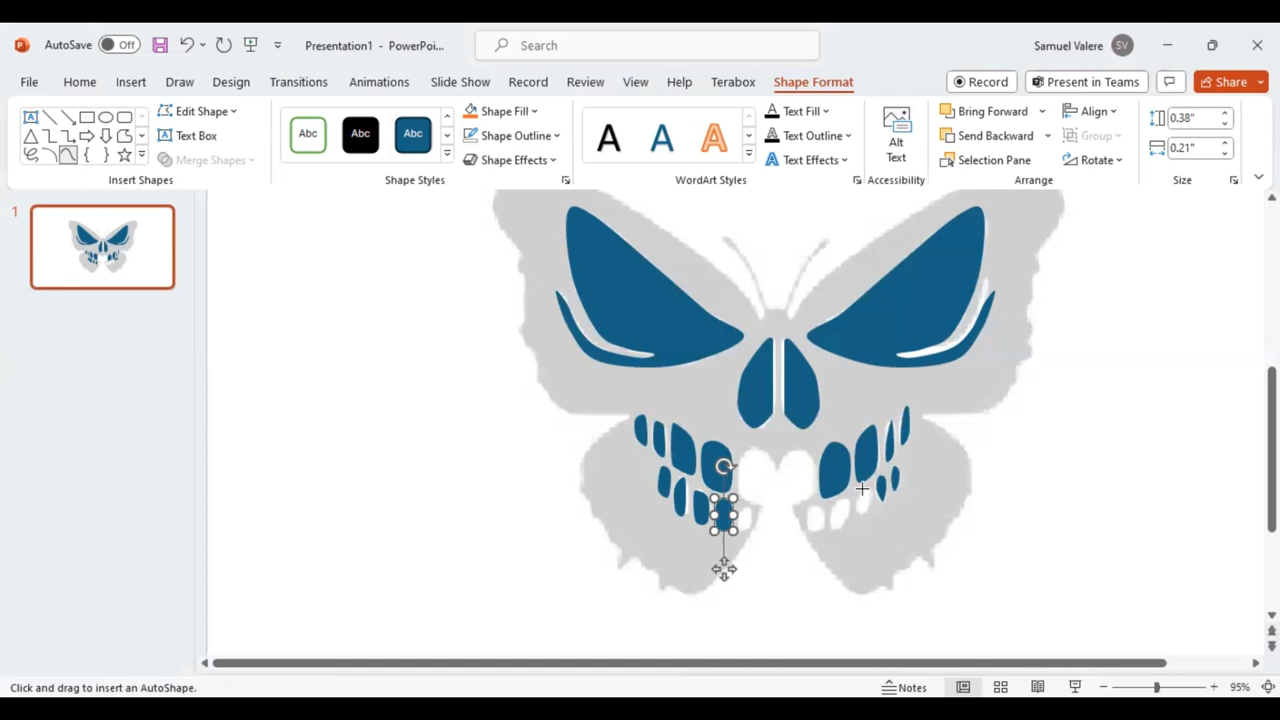 AutoSave Off Presentation1 - PowerPoi... Search Samuel Valere SV
File Home Insert Draw Design Transitions Animations Slide Show Record Review View Help Terabox Shape Format Record Present in Teams Share
Edit Shape
Text Box
Merge Shapes
Insert Shapes
Abc Abc Abc
Shape Fill
Shape Outline
Shape Effects
Shape Styles
A A A
Text Fill
Text Outline
Text Effects
WordArt Styles
Alt
Text
Accessibility
Bring Forward
Send Backward
Selection Pane
Align
Group
Rotate
Arrange
0.38"
0.21"
Size
1
Click and drag to insert an AutoShape. Notes 95%